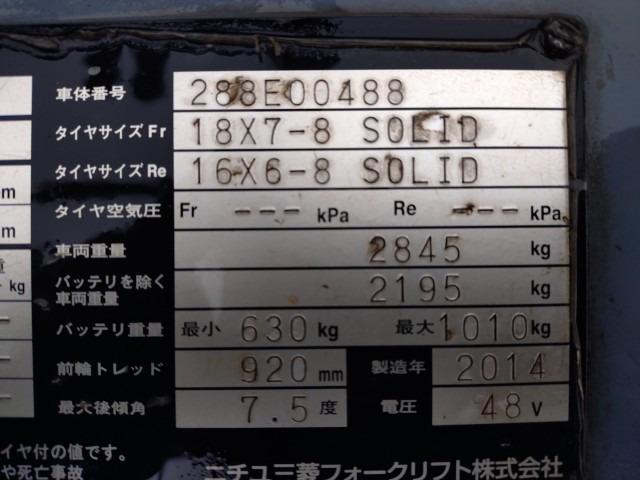 車体番号 288E00488
タイヤサイズ Fr 18X7-8 SOLID
タイヤサイズ Re 16X6-8 SOLID
mm
タイヤ空気圧 Fr --- kPa Re --- kPa
mm
車両重量 2845 kg
重
kg
バッテリを除く
車両重量 2195 kg
バッテリ重量 最小 630 kg 最大 1010 kg
前輪トレッド 920 mm 製造年 2014
最大後傾角 7.5 度 電圧 48 v
イヤ付の値です。
や死亡事故 ニチユ三菱フォークリフト株式会社